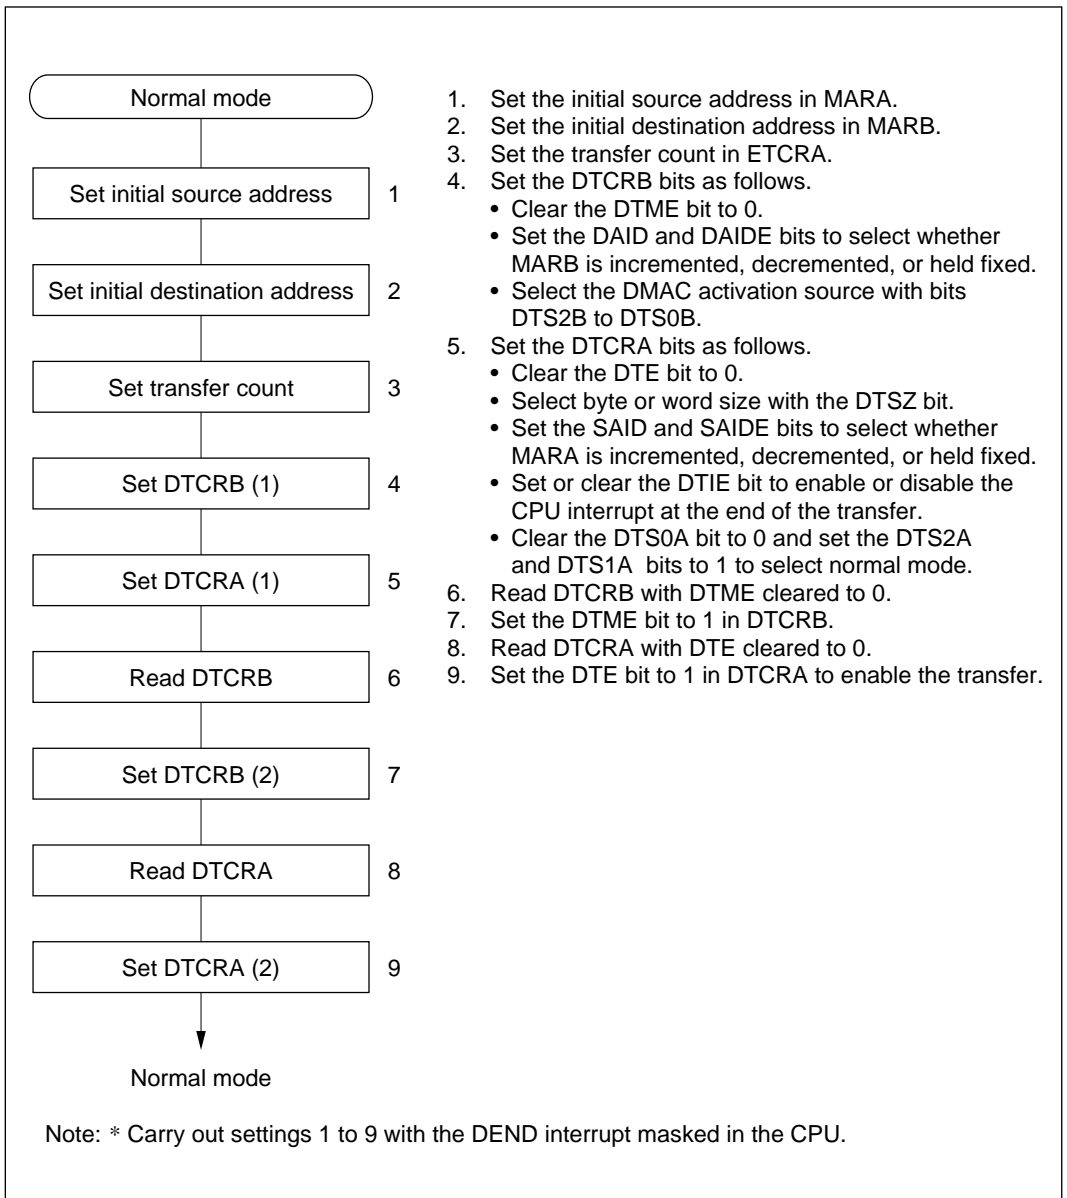 Normal mode
Set initial source address 1
Set initial destination address 2
Set transfer count 3
Set DTCRB (1) 4
Set DTCRA (1) 5
Read DTCRB 6
Set DTCRB (2) 7
Read DTCRA 8
Set DTCRA (2) 9
Normal mode
1. Set the initial source address in MARA.
2. Set the initial destination address in MARB.
3. Set the transfer count in ETCRA.
4. Set the DTCRB bits as follows.
• Clear the DTME bit to 0.
• Set the DAID and DAIDE bits to select whether
MARB is incremented, decremented, or held fixed.
• Select the DMAC activation source with bits
DTS2B to DTS0B.
5. Set the DTCRA bits as follows.
• Clear the DTE bit to 0.
• Select byte or word size with the DTSZ bit.
• Set the SAID and SAIDE bits to select whether
MARA is incremented, decremented, or held fixed.
• Set or clear the DTIE bit to enable or disable the
CPU interrupt at the end of the transfer.
• Clear the DTS0A bit to 0 and set the DTS2A
and DTS1A bits to 1 to select normal mode.
6. Read DTCRB with DTME cleared to 0.
7. Set the DTME bit to 1 in DTCRB.
8. Read DTCRA with DTE cleared to 0.
9. Set the DTE bit to 1 in DTCRA to enable the transfer.
Note: * Carry out settings 1 to 9 with the DEND interrupt masked in the CPU.